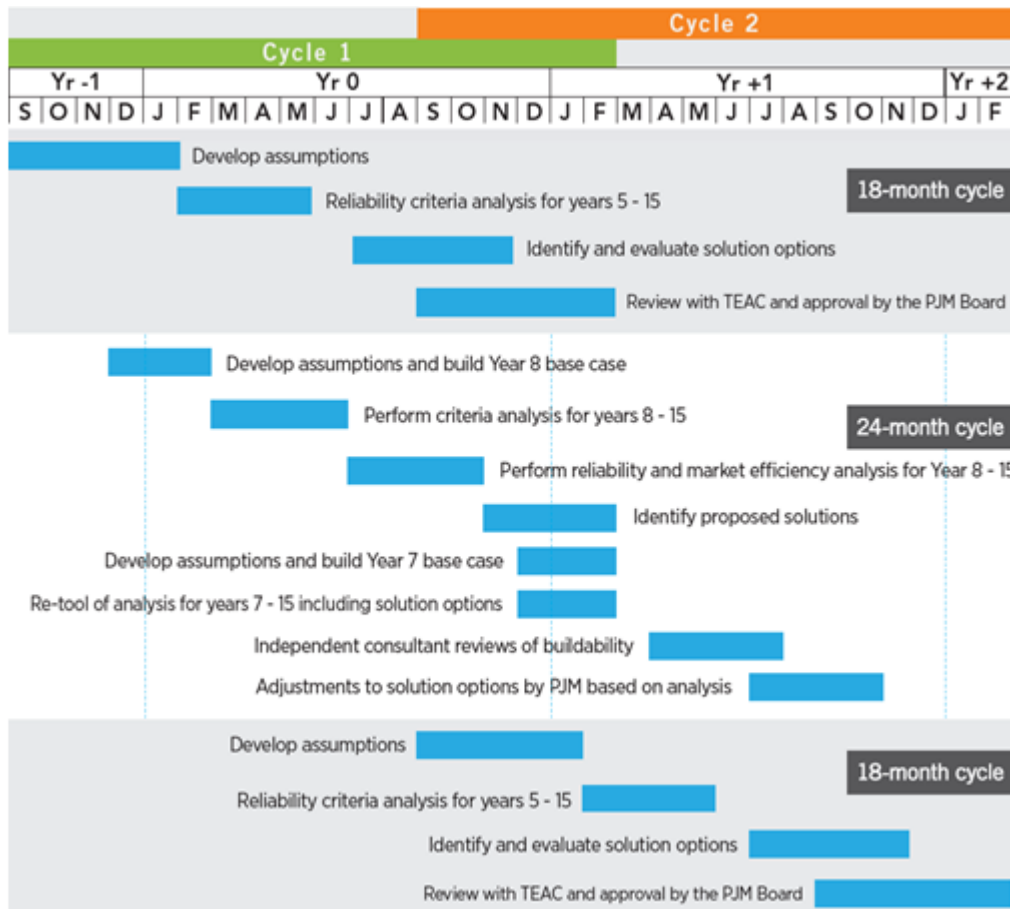 Cycle 2
Cycle 1
Yr -1 Yr 0 Yr +1 Yr +2
S O N D J F M A M J J A S O N D J F M A M J J A S O N D J F
Develop assumptions
18-month cycle
Reliability criteria analysis for years 5 - 15
Identify and evaluate solution options
Review with TEAC and approval by the PJM Board
Develop assumptions and build Year 8 base case
Perform criteria analysis for years 8 - 15
24-month cycle
Perform reliability and market efficiency analysis for Year 8 - 15
Identify proposed solutions
Develop assumptions and build Year 7 base case
Re-tool of analysis for years 7 - 15 including solution options
Independent consultant reviews of buildability
Adjustments to solution options by PJM based on analysis
Develop assumptions
18-month cycle
Reliability criteria analysis for years 5 - 15
Identify and evaluate solution options
Review with TEAC and approval by the PJM Board